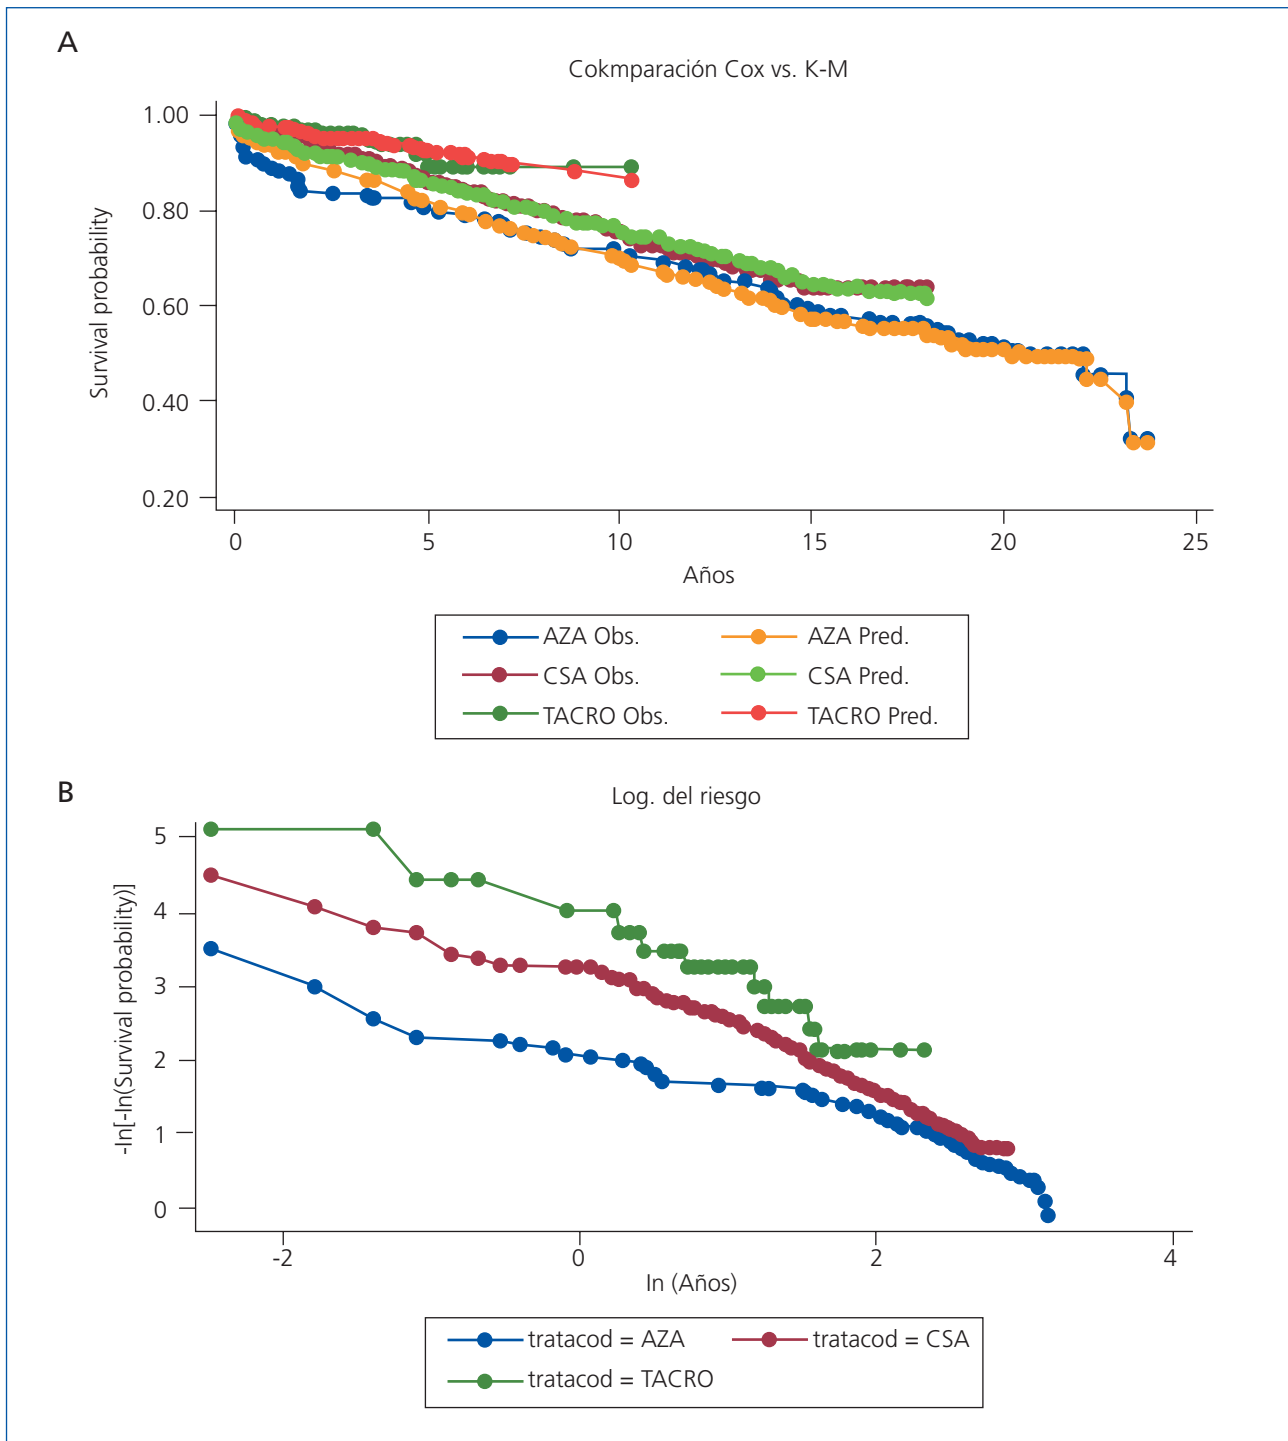 A
Cokmparación Cox vs. K-M
Survival probability
1.00
0.80
0.60
0.40
0.20
0 5 10 15 20 25
Años
AZA Obs. AZA Pred.
CSA Obs. CSA Pred.
TACRO Obs. TACRO Pred.
B
Log. del riesgo
-ln[-ln(Survival probability)]
5
4
3
2
1
0
-2 0 2 4
ln (Años)
tratacod = AZA tratacod = CSA
tratacod = TACRO